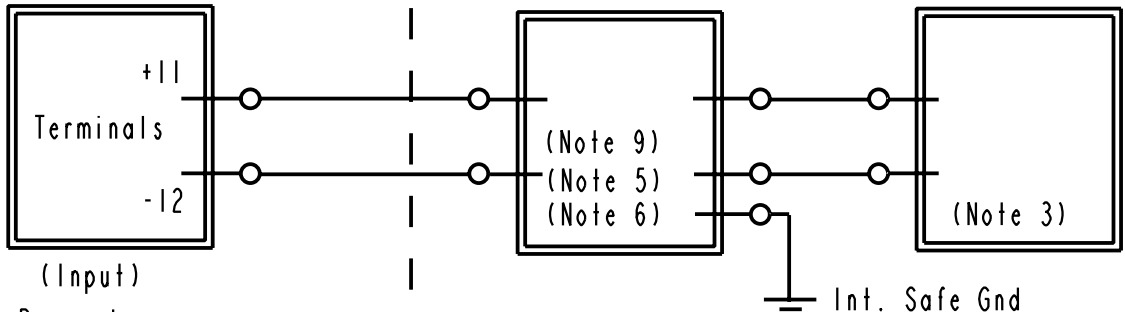 +11
Terminals
-12
(Input)
(Note 9)
(Note 5)
(Note 6)
(Note 3)
Int. Safe Gnd